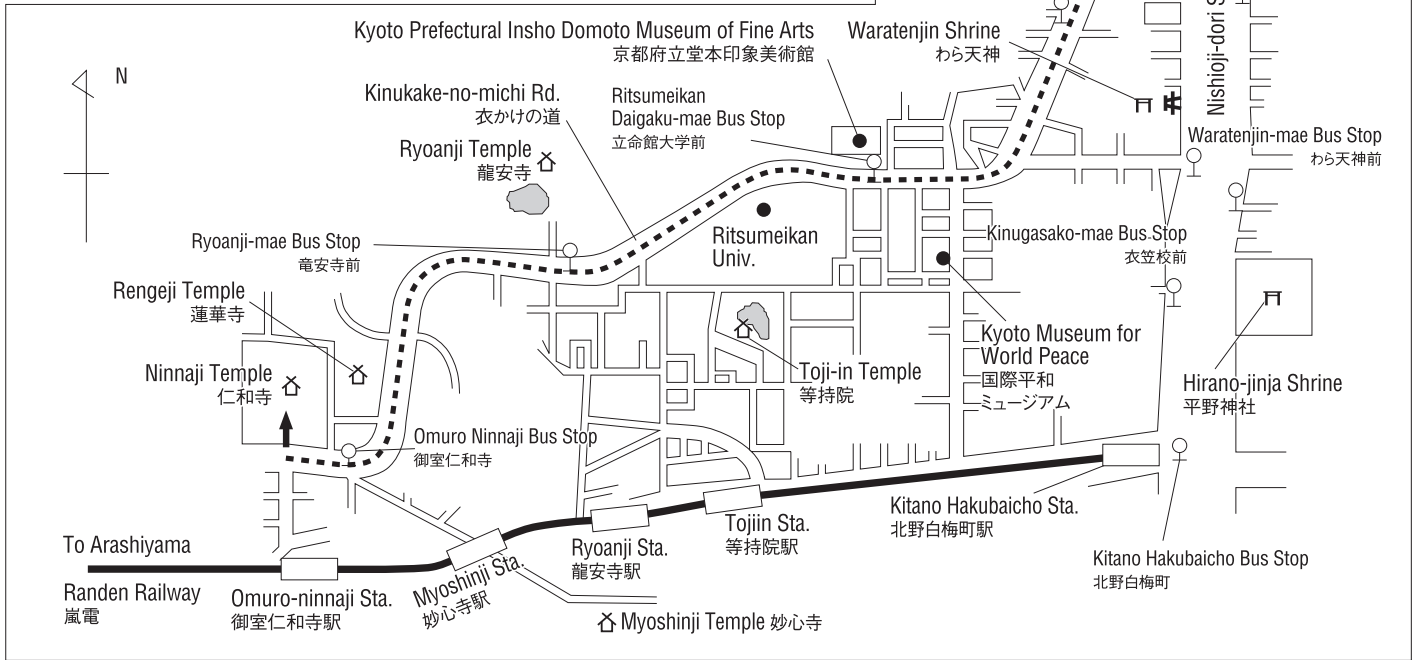 Kyoto Prefectural Insho Domoto Museum of Fine Arts
京都府立堂本印象美術館
Waratenjin Shrine
わら天神
Nishioji-dori
N
Kinukake-no-michi Rd.
衣かけの道
Ritsumeikan
Daigaku-mae Bus Stop
立命館大学前
Ryoanji Temple
龍安寺
Waratenjin-mae Bus Stop
わら天神前
Ryoanji-mae Bus Stop
竜安寺前
Ritsumeikan
Univ.
Kinugasako-mae Bus Stop
衣笠校前
Rengeji Temple
蓮華寺
Kyoto Museum for
World Peace
国際平和
ミュージアム
Ninnaji Temple
仁和寺
Toji-in Temple
等持院
Hirano-jinja Shrine
平野神社
Omuro Ninnaji Bus Stop
御室仁和寺
Kitano Hakubaicho Sta.
北野白梅町駅
Tojiin Sta.
等持院駅
Ryoanji Sta.
龍安寺駅
Kitano Hakubaicho Bus Stop
北野白梅町
To Arashiyama
Randen Railway
嵐電
Omuro-ninnaji Sta.
御室仁和寺駅
Myoshinji Sta.
妙心寺駅
Myoshinji Temple 妙心寺